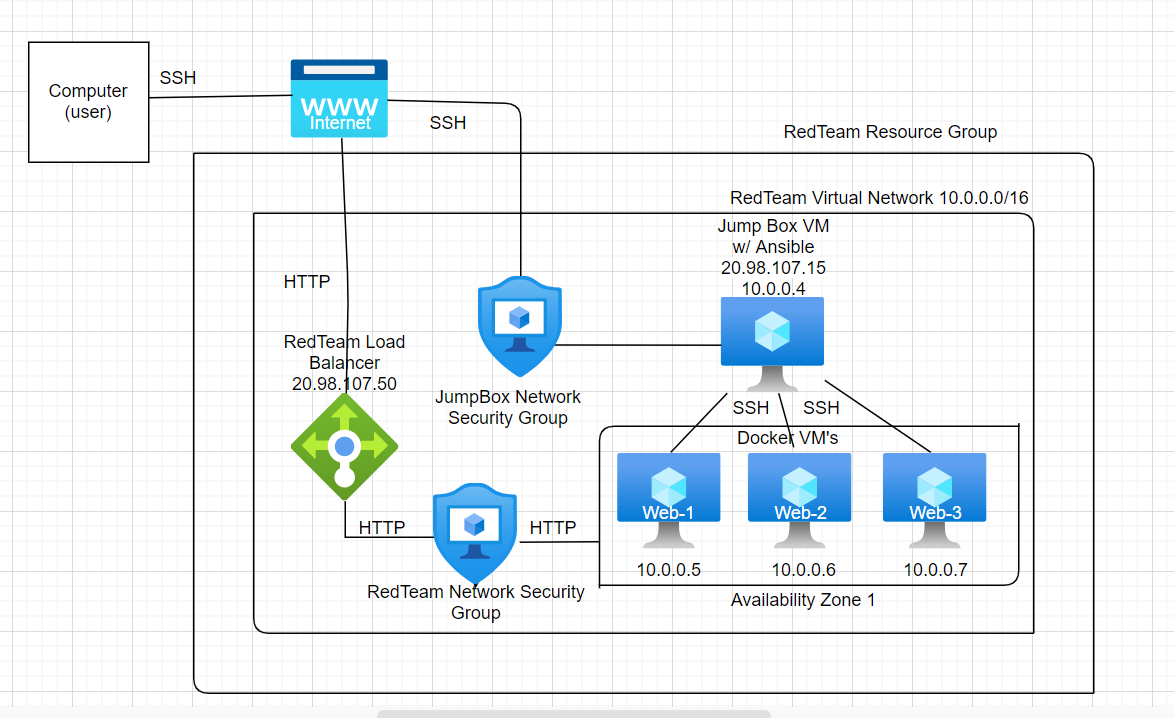 Computer
(user)
SSH
WWW
Internet
SSH
RedTeam Resource Group
RedTeam Virtual Network 10.0.0.0/16
Jump Box VM
w/ Ansible
20.98.107.15
10.0.0.4
HTTP
RedTeam Load
Balancer
20.98.107.50
JumpBox Network
Security Group
SSH
SSH
Docker VM's
Web-1
Web-2
Web-3
HTTP
HTTP
10.0.0.5
10.0.0.6
10.0.0.7
RedTeam Network Security
Group
Availability Zone 1